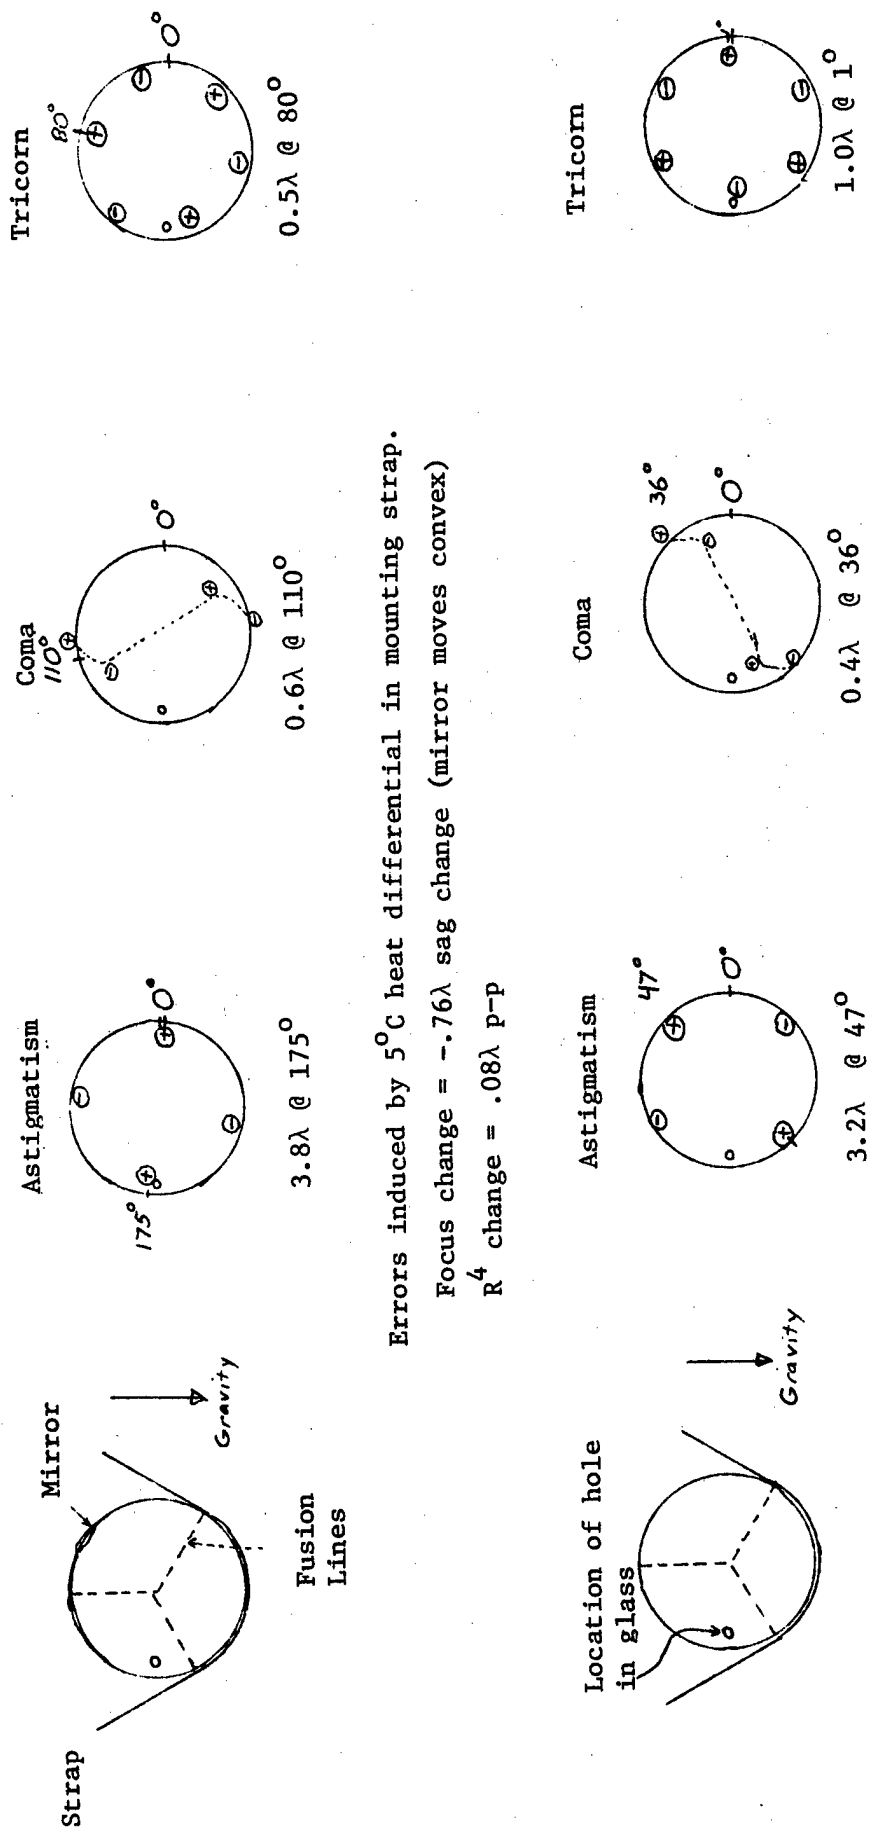 Strap
Mirror
Gravity
Fusion
Lines
Astigmatism
175°
0°
3.8λ @ 175°
Coma
110°
0°
0.6λ @ 110°
Tricorn
80°
0°
0.5λ @ 80°
Errors induced by 5°C heat differential in mounting strap.
Focus change = -.76λ sag change (mirror moves convex)
R⁴ change = .08λ p-p
Location of hole
in glass
Gravity
Astigmatism
47°
0°
3.2λ @ 47°
Coma
36°
0°
0.4λ @ 36°
Tricorn
1.0λ @ 1°